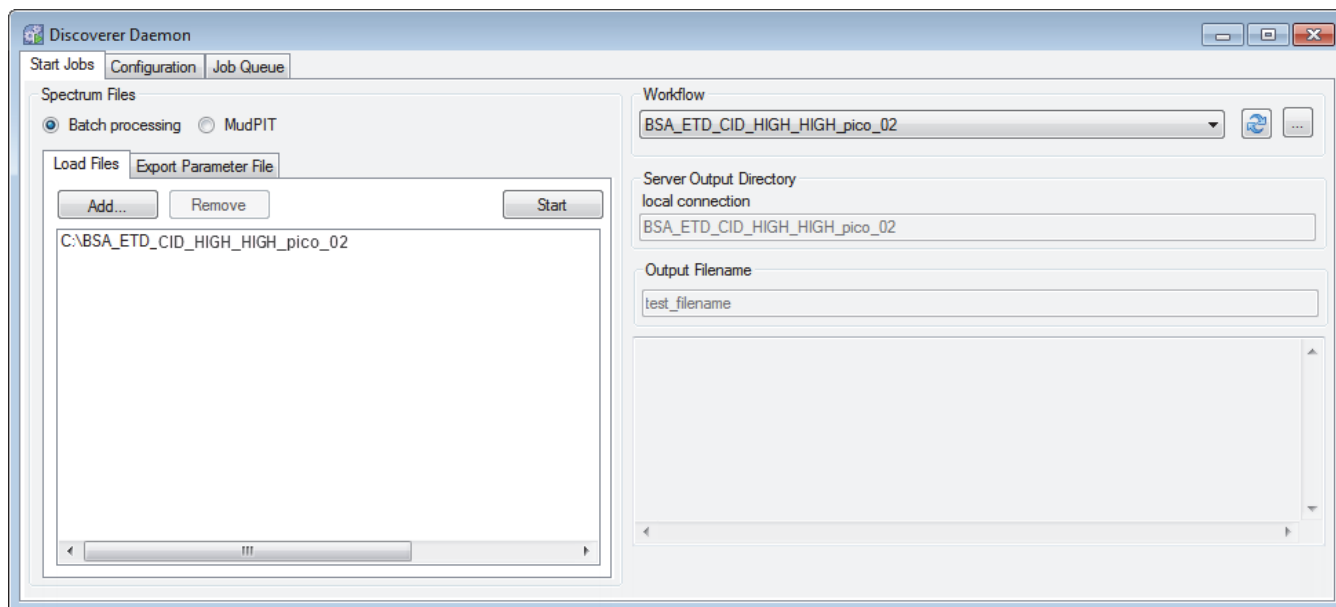 Discoverer Daemon
Start Jobs Configuration Job Queue
Spectrum Files
Batch processing MudPIT
Load Files Export Parameter File
Add... Remove Start
C:\BSA_ETD_CID_HIGH_HIGH_pico_02
Workflow
BSA_ETD_CID_HIGH_HIGH_pico_02
...
Server Output Directory
local connection
BSA_ETD_CID_HIGH_HIGH_pico_02
Output Filename
test_filename